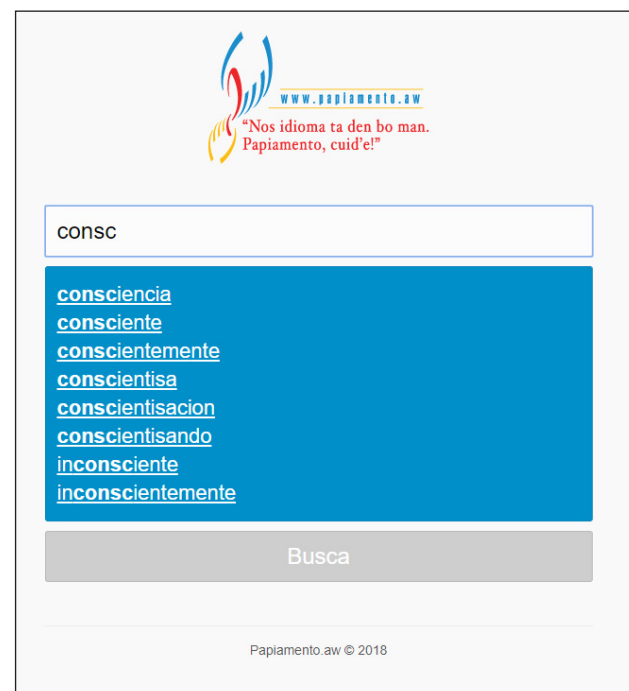 www.papiamento.aw
“Nos idioma ta den bo man.
Papiamento, cuid’e!”
consc
consciencia
consciente
conscientemente
conscientisa
conscientisacion
conscientisando
inconsciente
inconscientemente
Busca
Papiamento.aw © 2018